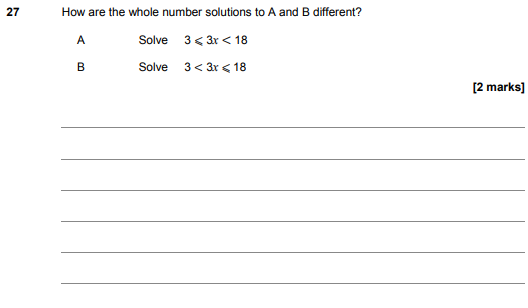 27 How are the whole number solutions to A and B different?
A Solve 3 ⩽ 3x < 18
B Solve 3 < 3x ⩽ 18
[2 marks]